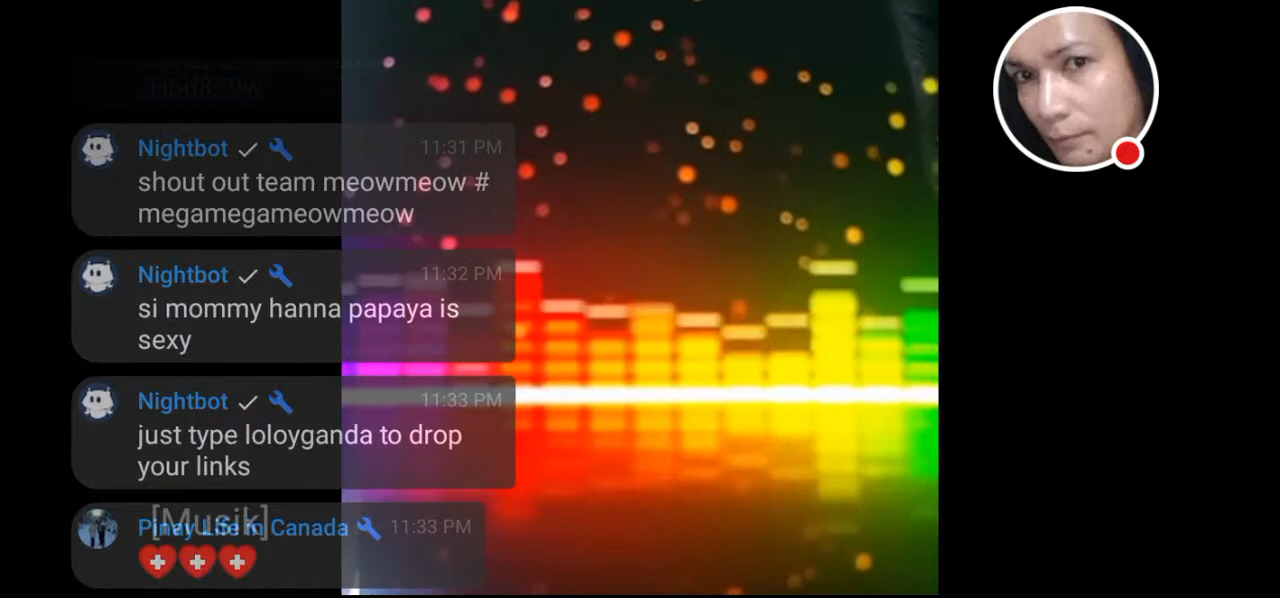 Nightbot 11:31 PM
shout out team meowmeow #
megamegameowmeow
Nightbot 11:32 PM
si mommy hanna papaya is
sexy
Nightbot 11:33 PM
just type loloyganda to drop
your links
[Musik]
Pinay Life in Canada 11:33 PM